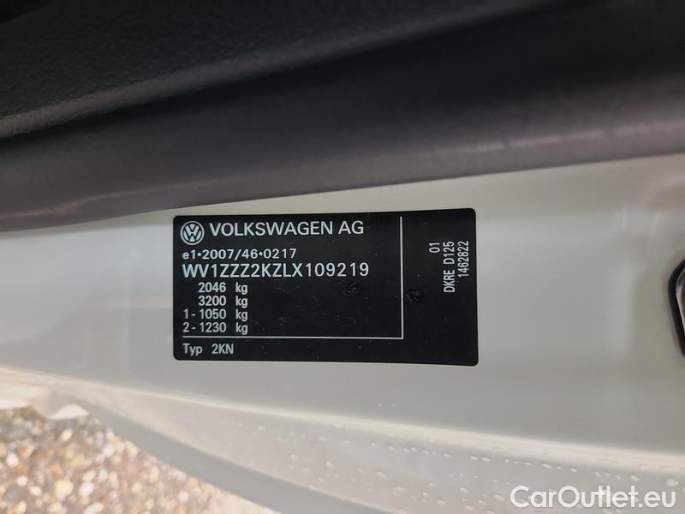 VOLKSWAGEN AG
e1*2007/46*0217
WV1ZZZ2KZLX109219
2046 kg
3200 kg
1 - 1050 kg
2 - 1230 kg
Typ 2KN
01
DKRE D125
1462822
CarOutlet.eu